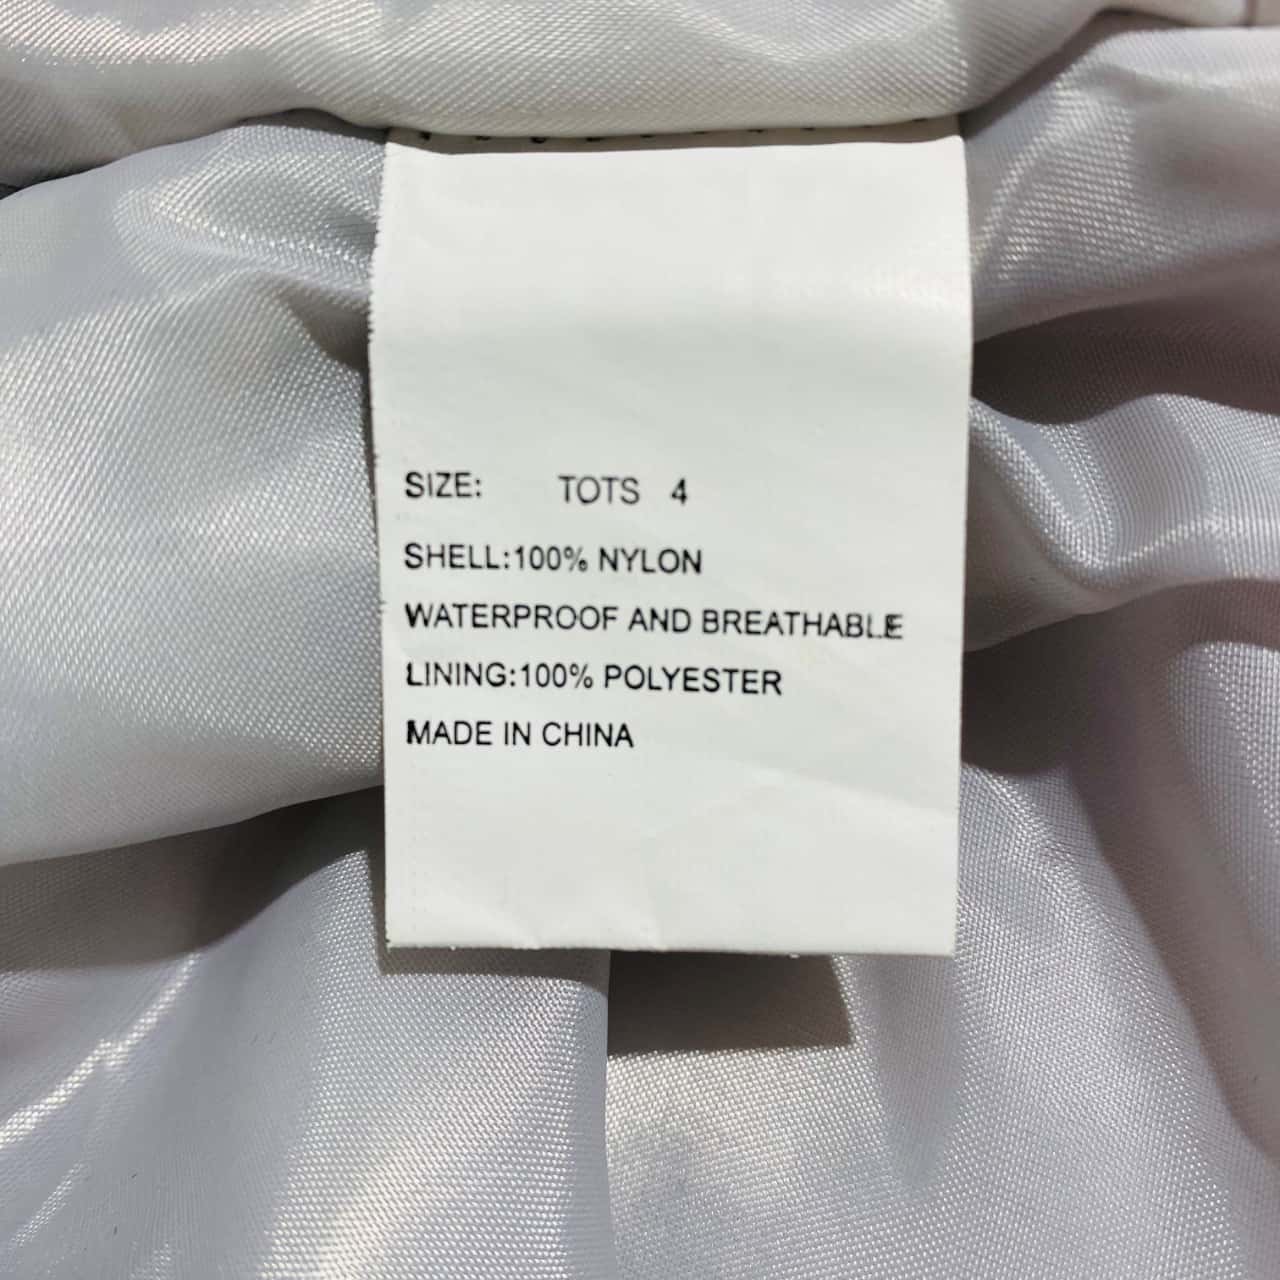 SIZE: TOTS 4
SHELL:100% NYLON
WATERPROOF AND BREATHABLE
LINING:100% POLYESTER
MADE IN CHINA